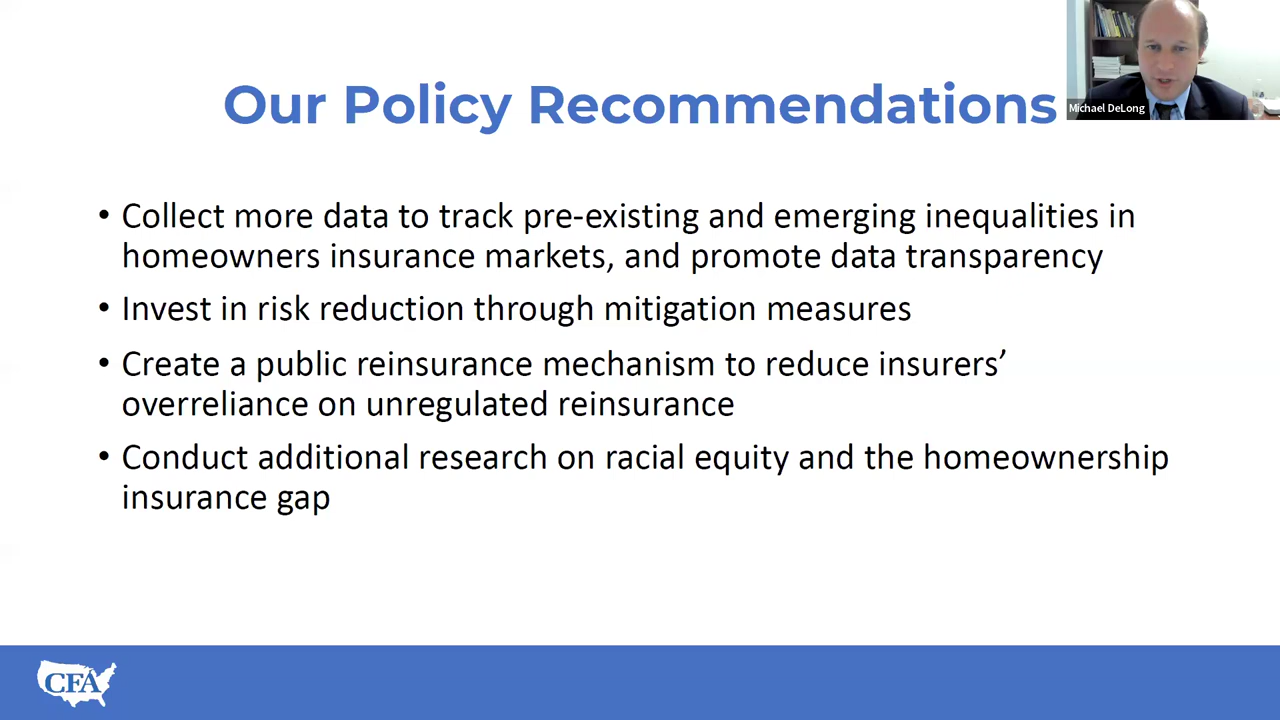 Our Policy Recommendations
Michael DeLong
• Collect more data to track pre-existing and emerging inequalities in
homeowners insurance markets, and promote data transparency
• Invest in risk reduction through mitigation measures
• Create a public reinsurance mechanism to reduce insurers’
overreliance on unregulated reinsurance
• Conduct additional research on racial equity and the homeownership
insurance gap
CFA